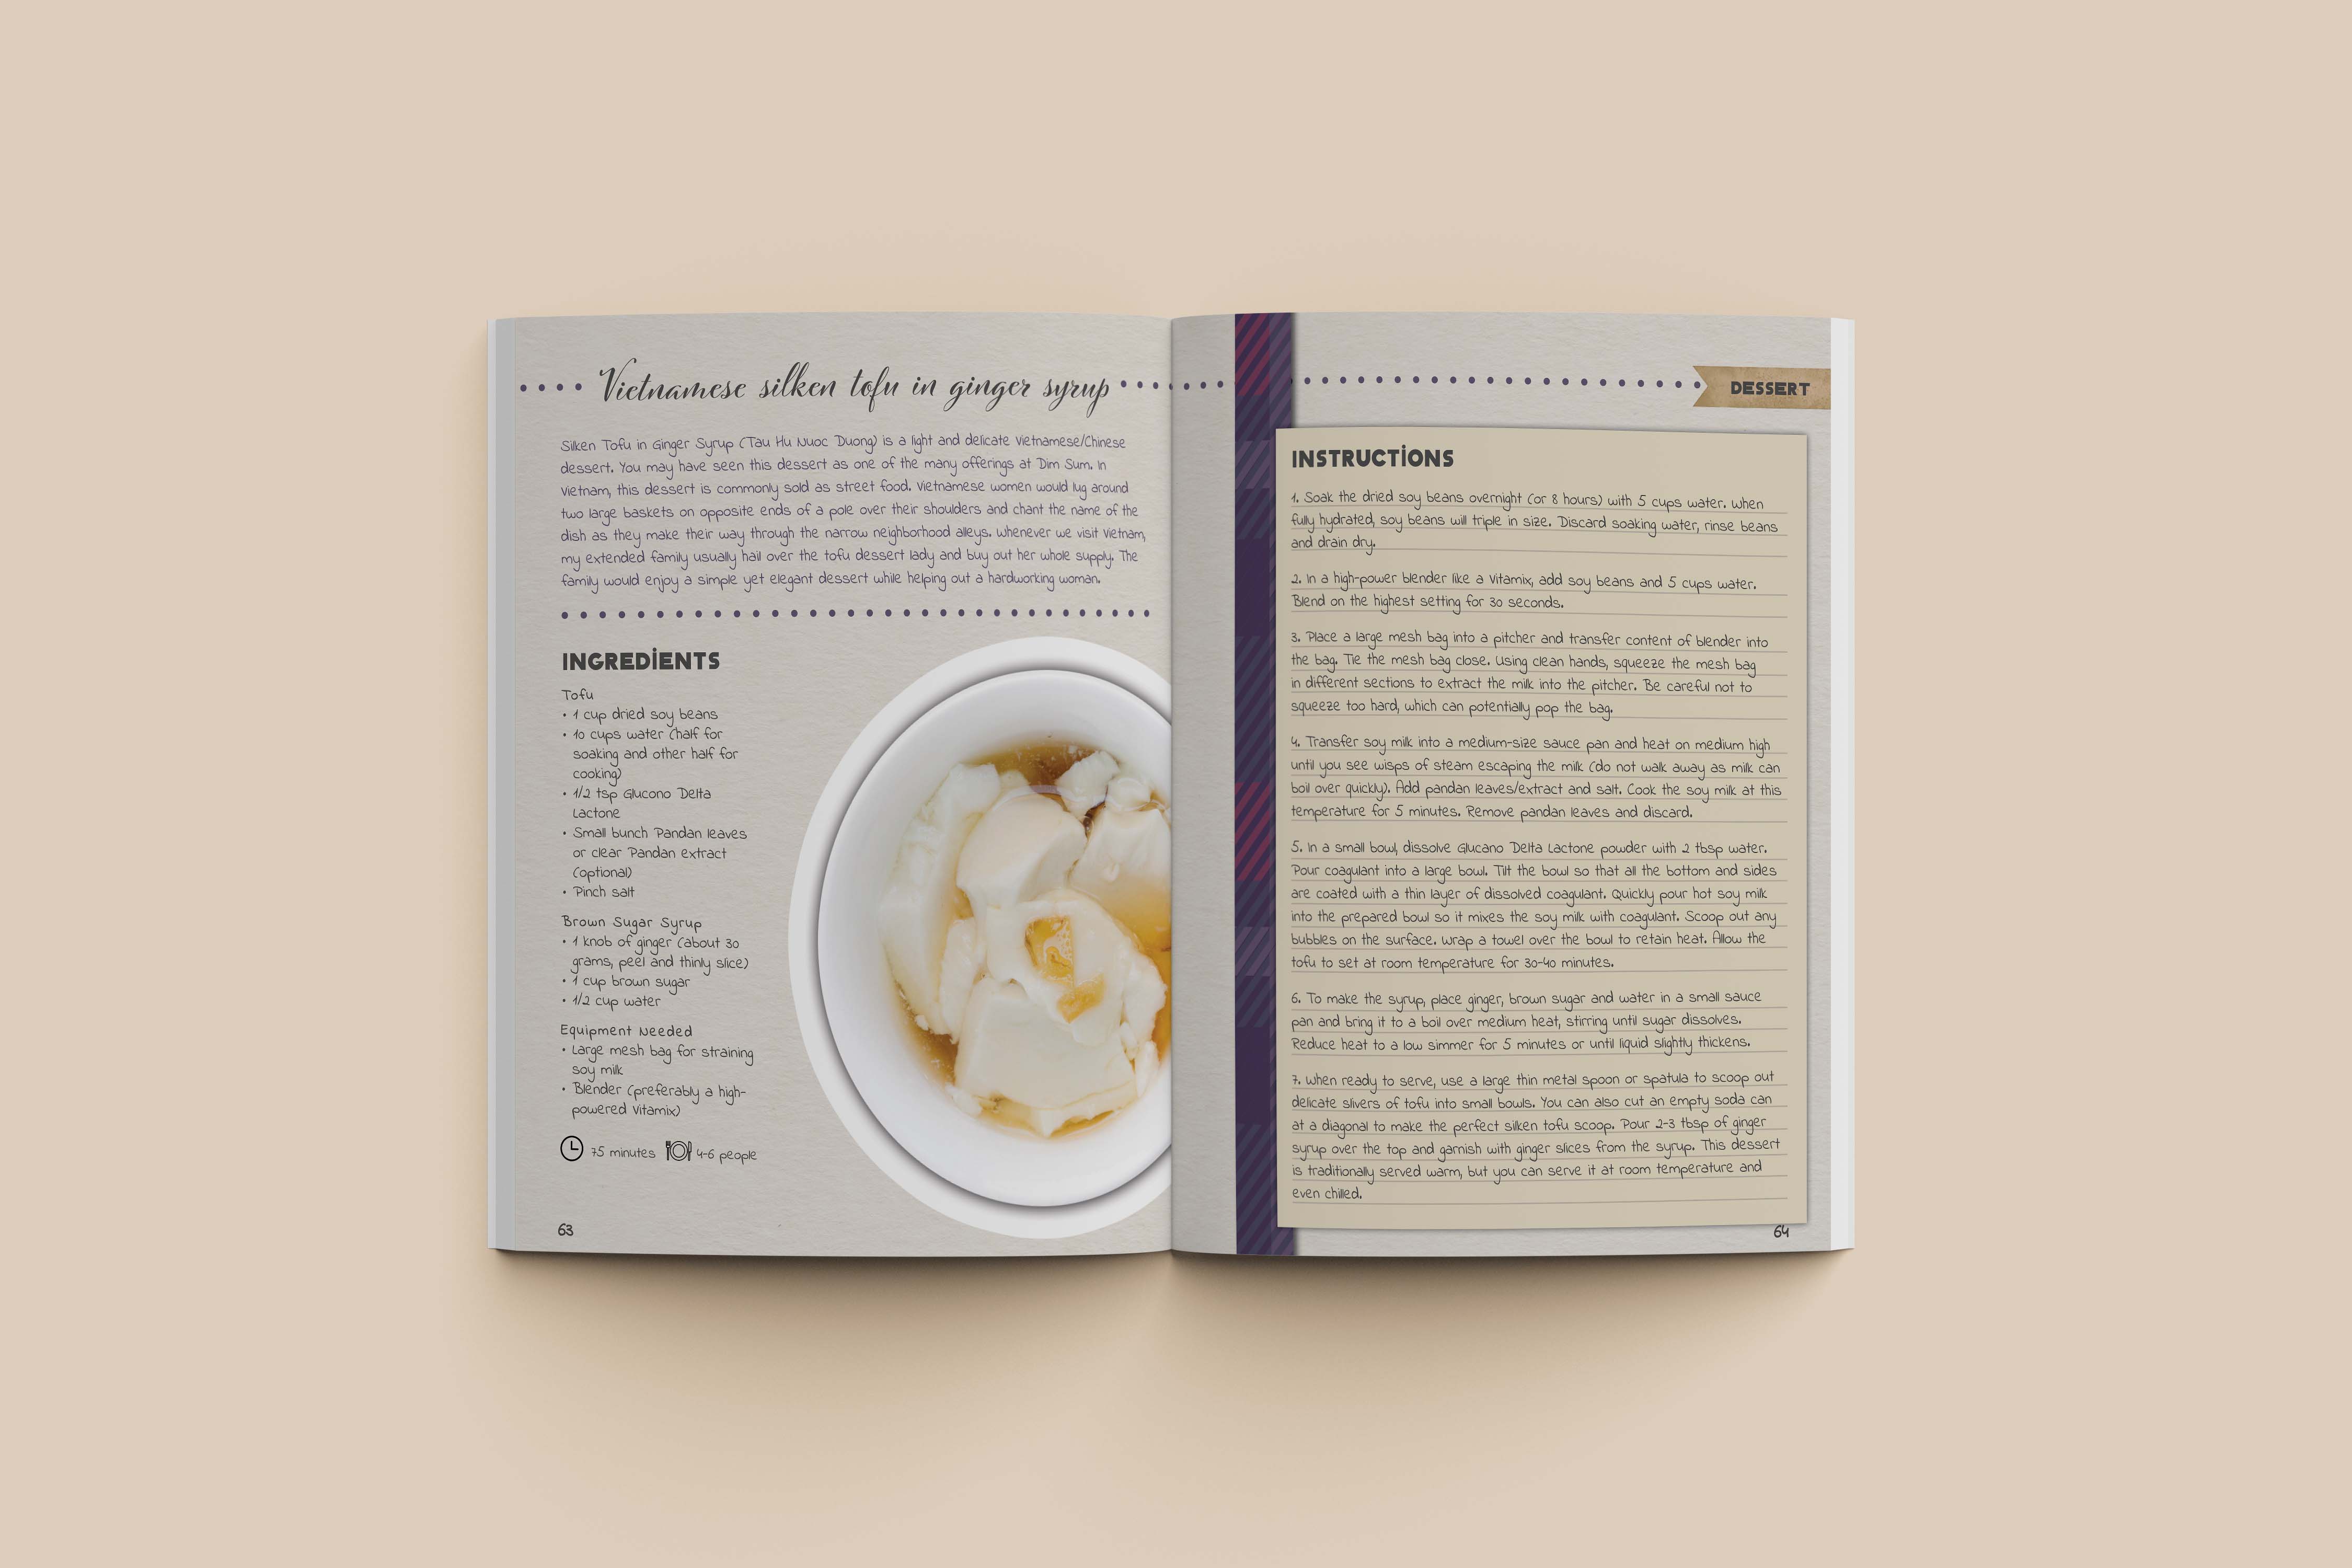 Vietnamese silken tofu in ginger syrup
Silken Tofu in Ginger Syrup (Tau Hu Nuoc Duong) is a light and delicate Vietnamese/Chinese
dessert. You may have seen this dessert as one of the many offerings at Dim Sum. In
Vietnam, this dessert is commonly sold as street food. Vietnamese women would lug around
two large baskets on opposite ends of a pole over their shoulders and chant the name of the
dish as they make their way through the narrow neighborhood alleys. Whenever we visit Vietnam,
my extended family usually hail over the tofu dessert lady and buy out her whole supply. The
family would enjoy a simple yet elegant dessert while helping out a hardworking woman.
INGREDIENTS
Tofu
• 1 cup dried soy beans
• 10 cups water (half for
soaking and other half for
cooking)
• 1/2 tsp Glucono Delta
Lactone
• Small bunch Pandan leaves
or clear Pandan extract
(optional)
• Pinch salt
Brown Sugar Syrup
• 1 knob of ginger (about 30
grams, peel and thinly slice)
• 1 cup brown sugar
• 1/2 cup water
Equipment Needed
• Large mesh bag for straining
soy milk
• Blender (preferably a high-
powered Vitamix)
75 minutes 4-6 people
63
DESSERT
INSTRUCTIONS
1. Soak the dried soy beans overnight (or 8 hours) with 5 cups water. When
fully hydrated, soy beans will triple in size. Discard soaking water, rinse beans
and drain dry.
2. In a high-power blender like a Vitamix, add soy beans and 5 cups water.
Blend on the highest setting for 30 seconds.
3. Place a large mesh bag into a pitcher and transfer content of blender into
the bag. Tie the mesh bag close. Using clean hands, squeeze the mesh bag
in different sections to extract the milk into the pitcher. Be careful not to
squeeze too hard, which can potentially pop the bag.
4. Transfer soy milk into a medium-size sauce pan and heat on medium high
until you see wisps of steam escaping the milk (do not walk away as milk can
boil over quickly). Add pandan leaves/extract and salt. Cook the soy milk at this
temperature for 5 minutes. Remove pandan leaves and discard.
5. In a small bowl, dissolve Glucano Delta Lactone powder with 2 tbsp water.
Pour coagulant into a large bowl. Tilt the bowl so that all the bottom and sides
are coated with a thin layer of dissolved coagulant. Quickly pour hot soy milk
into the prepared bowl so it mixes the soy milk with coagulant. Scoop out any
bubbles on the surface. Wrap a towel over the bowl to retain heat. Allow the
tofu to set at room temperature for 30-40 minutes.
6. To make the syrup, place ginger, brown sugar and water in a small sauce
pan and bring it to a boil over medium heat, stirring until sugar dissolves.
Reduce heat to a low simmer for 5 minutes or until liquid slightly thickens.
7. When ready to serve, use a large thin metal spoon or spatula to scoop out
delicate slivers of tofu into small bowls. You can also cut an empty soda can
at a diagonal to make the perfect silken tofu scoop. Pour 2-3 tbsp of ginger
syrup over the top and garnish with ginger slices from the syrup. This dessert
is traditionally served warm, but you can serve it at room temperature and
even chilled.
64